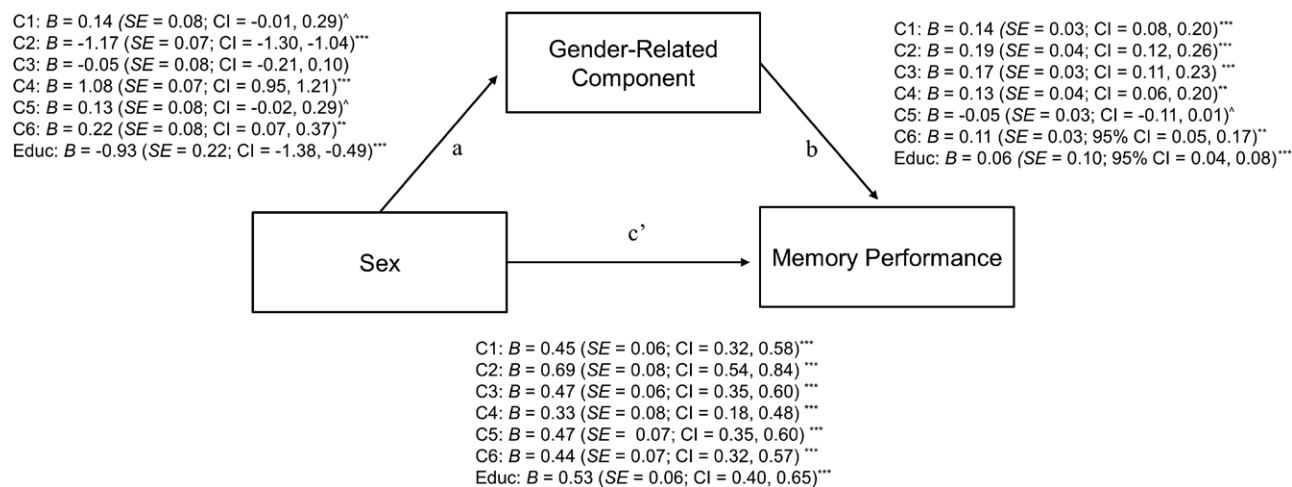 C1: B = 0.14 (SE = 0.08; CI = -0.01, 0.29)^
C2: B = -1.17 (SE = 0.07; CI = -1.30, -1.04)***
C3: B = -0.05 (SE = 0.08; CI = -0.21, 0.10)
C4: B = 1.08 (SE = 0.07; CI = 0.95, 1.21)***
C5: B = 0.13 (SE = 0.08; CI = -0.02, 0.29)^
C6: B = 0.22 (SE = 0.08; CI = 0.07, 0.37)**
Educ: B = -0.93 (SE = 0.22; CI = -1.38, -0.49)***
Gender-Related
Component
C1: B = 0.14 (SE = 0.03; CI = 0.08, 0.20)***
C2: B = 0.19 (SE = 0.04; CI = 0.12, 0.26)***
C3: B = 0.17 (SE = 0.03; CI = 0.11, 0.23) ***
C4: B = 0.13 (SE = 0.04; CI = 0.06, 0.20)**
C5: B = -0.05 (SE = 0.03; CI = -0.11, 0.01)^
C6: B = 0.11 (SE = 0.03; 95% CI = 0.05, 0.17)**
Educ: B = 0.06 (SE = 0.10; 95% CI = 0.04, 0.08)***
a
b
Sex
c’
Memory Performance
C1: B = 0.45 (SE = 0.06; CI = 0.32, 0.58)***
C2: B = 0.69 (SE = 0.08; CI = 0.54, 0.84) ***
C3: B = 0.47 (SE = 0.06; CI = 0.35, 0.60) ***
C4: B = 0.33 (SE = 0.08; CI = 0.18, 0.48) ***
C5: B = 0.47 (SE = 0.07; CI = 0.35, 0.60) ***
C6: B = 0.44 (SE = 0.07; CI = 0.32, 0.57)***
Educ: B = 0.53 (SE = 0.06; CI = 0.40, 0.65)***